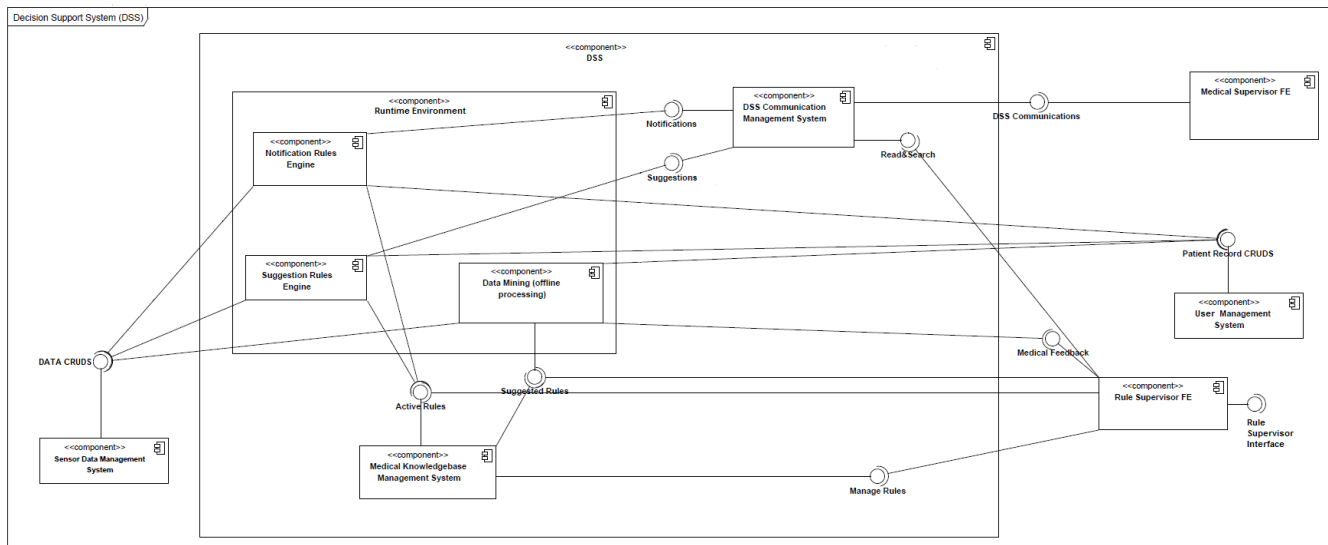 Decision Support System (DSS)
<<component>>
DSS
<<component>>
Runtime Environment
<<component>>
Notification Rules
Engine
Notifications
<<component>>
DSS Communication
Management System
DSS Communications
<<component>>
Medical Supervisor FE
Read&Search
Suggestions
<<component>>
Suggestion Rules
Engine
<<component>>
Data Mining (offline
processing)
Patient Record CRUDS
<<component>>
User Management
System
DATA CRUDS
Medical Feedback
Active Rules
Suggested Rules
<<component>>
Rule Supervisor FE
Rule
Supervisor
Interface
<<component>>
Sensor Data Management
System
<<component>>
Medical Knowledgebase
Management System
Manage Rules